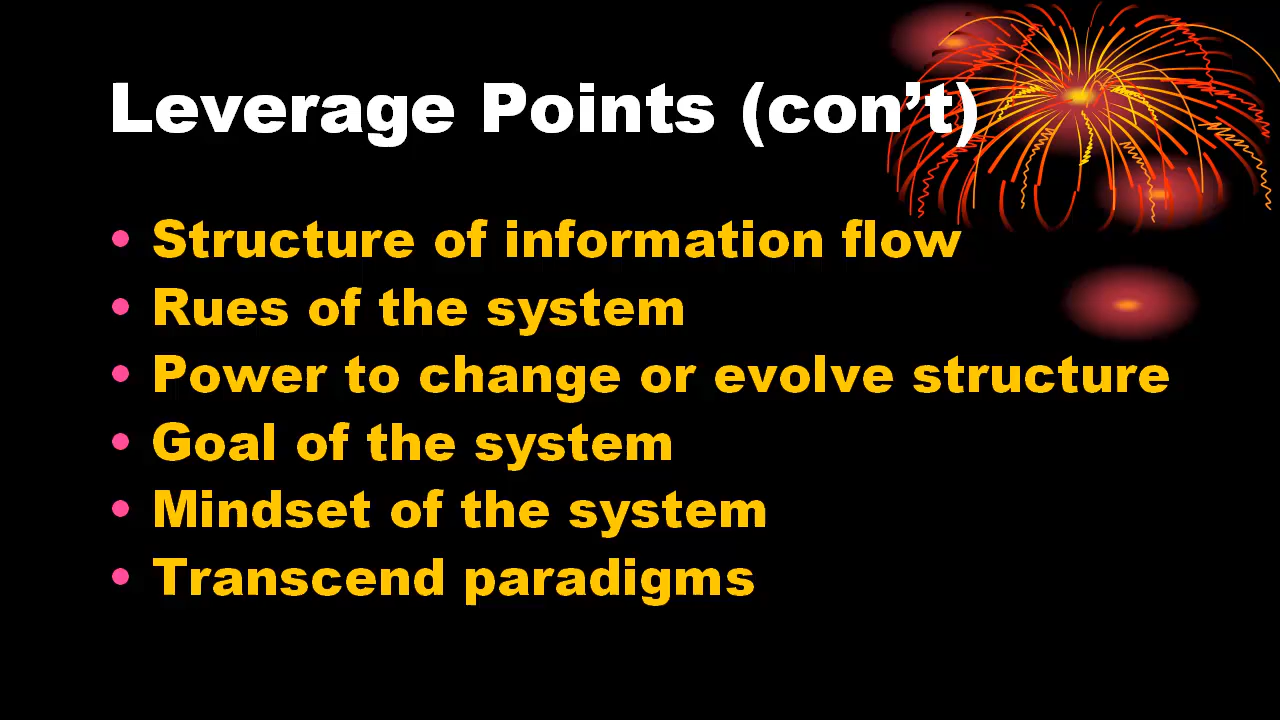 Leverage Points (con’t)
• Structure of information flow
• Rues of the system
• Power to change or evolve structure
• Goal of the system
• Mindset of the system
• Transcend paradigms